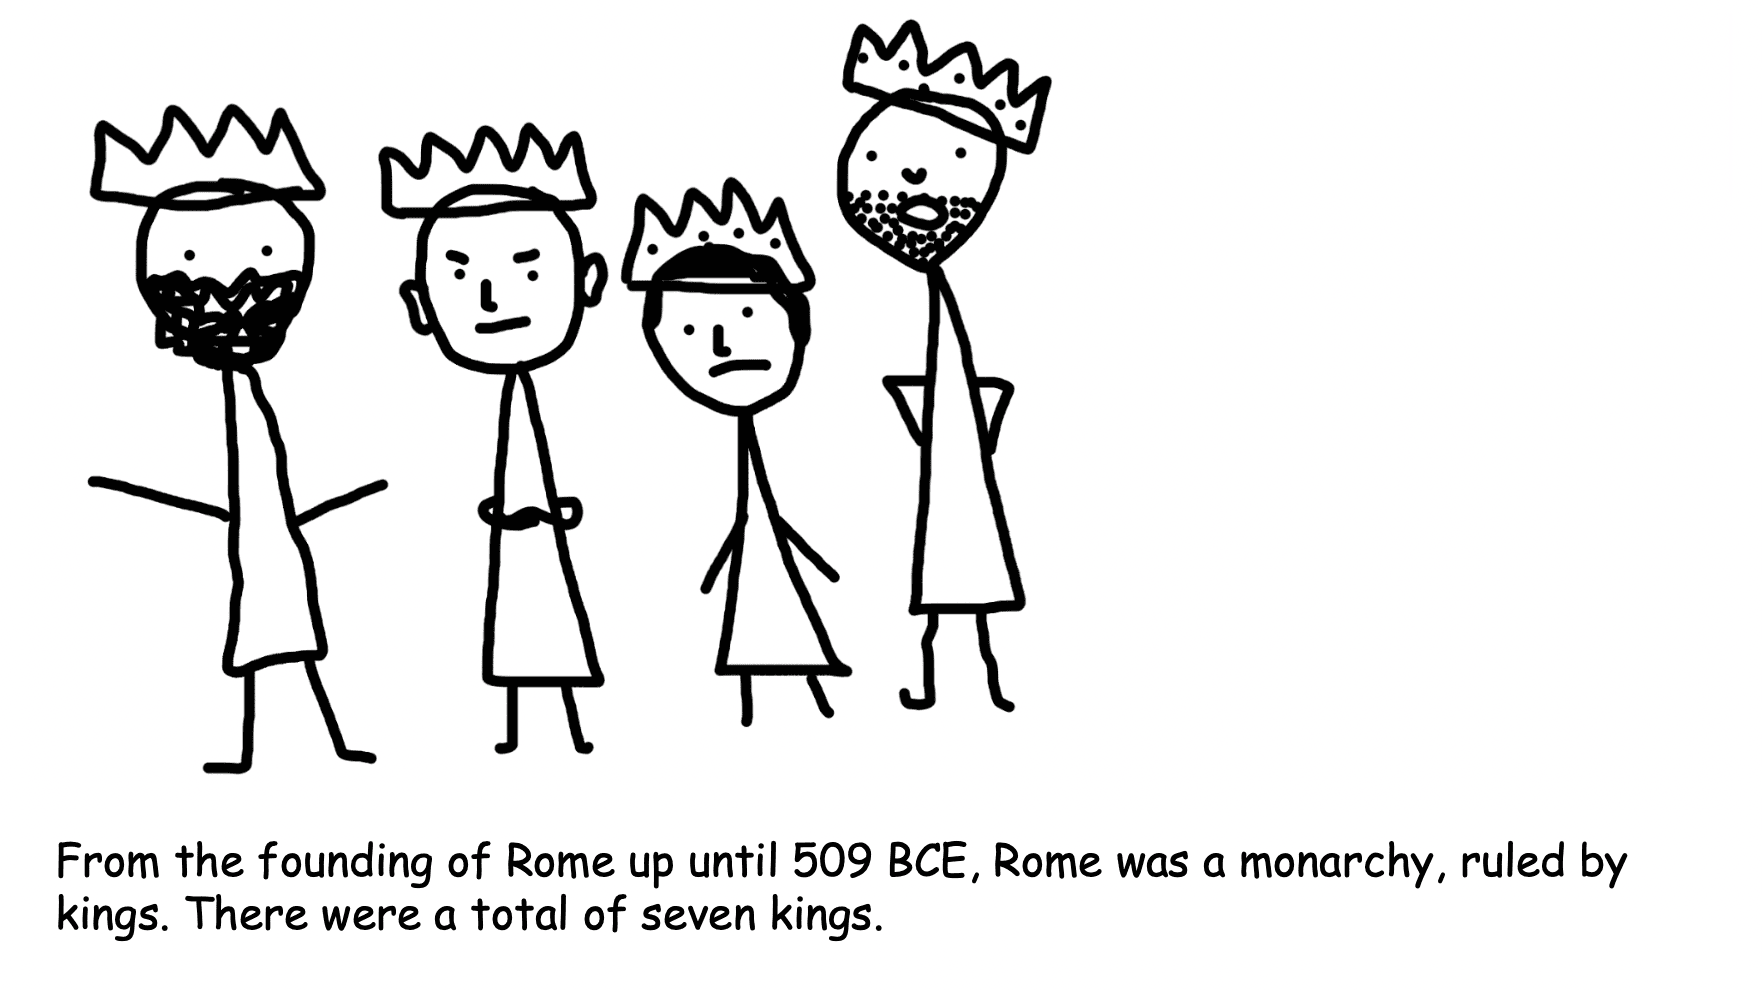 From the founding of Rome up until 509 BCE, Rome was a monarchy, ruled by
kings. There were a total of seven kings.